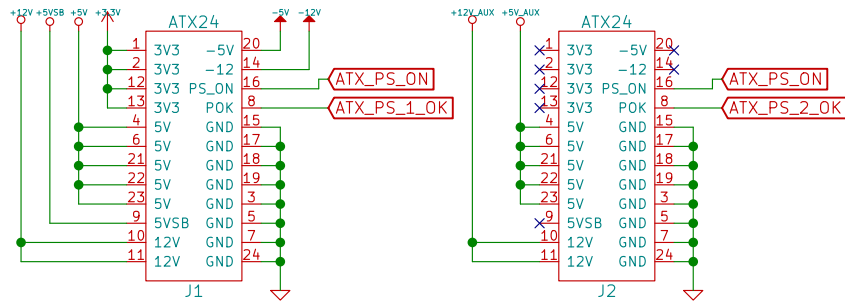 +12V +5VSB +5V +3.3V -5V -12V +12V_AUX +5V_AUX
ATX24 ATX24
1 3V3 -5V 20 1 3V3 -5V 20
2 3V3 -12 14 ATX_PS_ON 2 3V3 -12 14 ATX_PS_ON
12 3V3 PS_ON 16 12 3V3 PS_ON 16
13 3V3 POK 8 ATX_PS_1_OK 13 3V3 POK 8 ATX_PS_2_OK
4 5V GND 15 4 5V GND 15
6 5V GND 17 6 5V GND 17
21 5V GND 18 21 5V GND 18
22 5V GND 19 22 5V GND 19
23 5V GND 3 23 5V GND 3
9 5VSB GND 5 9 5VSB GND 5
10 12V GND 7 10 12V GND 7
11 12V GND 24 11 12V GND 24
J1 J2